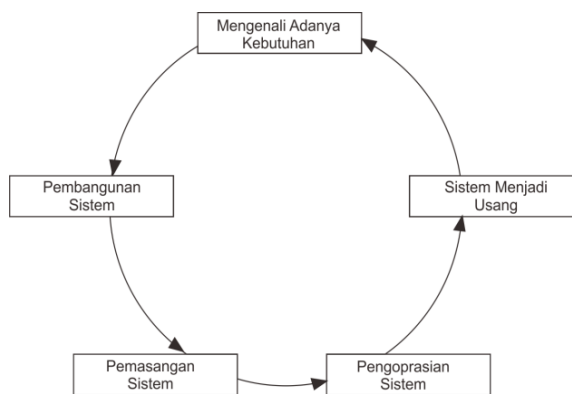 Mengenali Adanya
Kebutuhan
Pembangunan
Sistem
Sistem Menjadi
Usang
Pemasangan
Sistem
Pengoprasian
Sistem